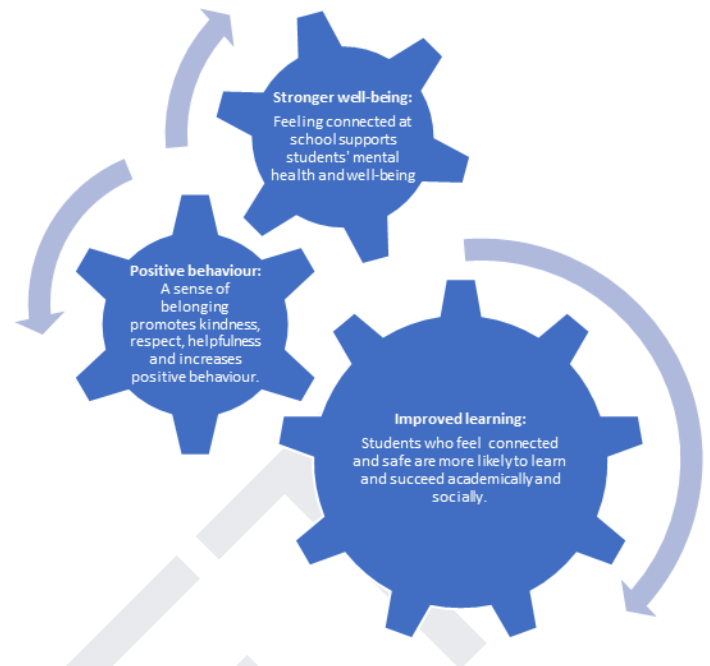 Stronger well-being:
Feeling connected at
school supports
students' mental
health and well-being
Positive behaviour:
A sense of
belonging
promotes kindness,
respect, helpfulness
and increases
positive behaviour.
Improved learning:
Students who feel connected
and safe are more likely to learn
and succeed academically and
socially.